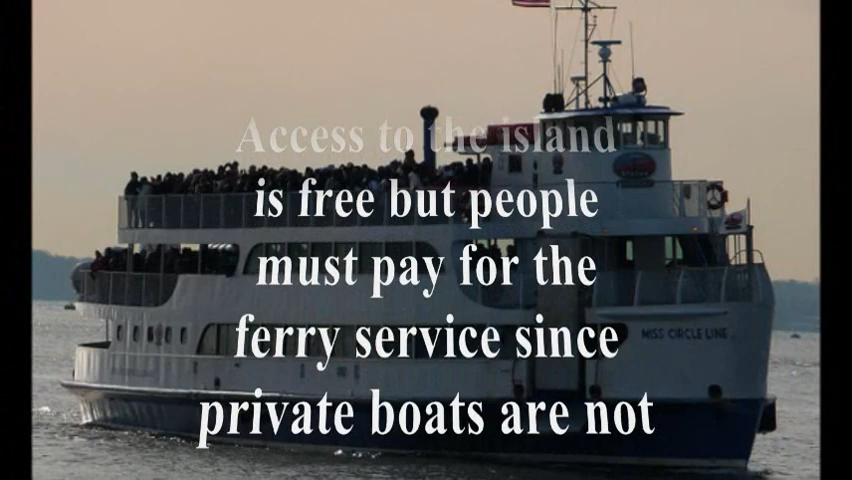 Access to the island
is free but people
must pay for the
ferry service since
private boats are not
MISS CIRCLE LINE